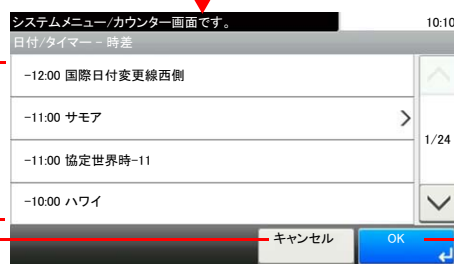 システムメニュー/カウンター画面です。
10:10
日付/タイマー - 時差
-12:00 国際日付変更線西側
-11:00 サモア
1/24
-11:00 協定世界時-11
-10:00 ハワイ
キャンセル
OK